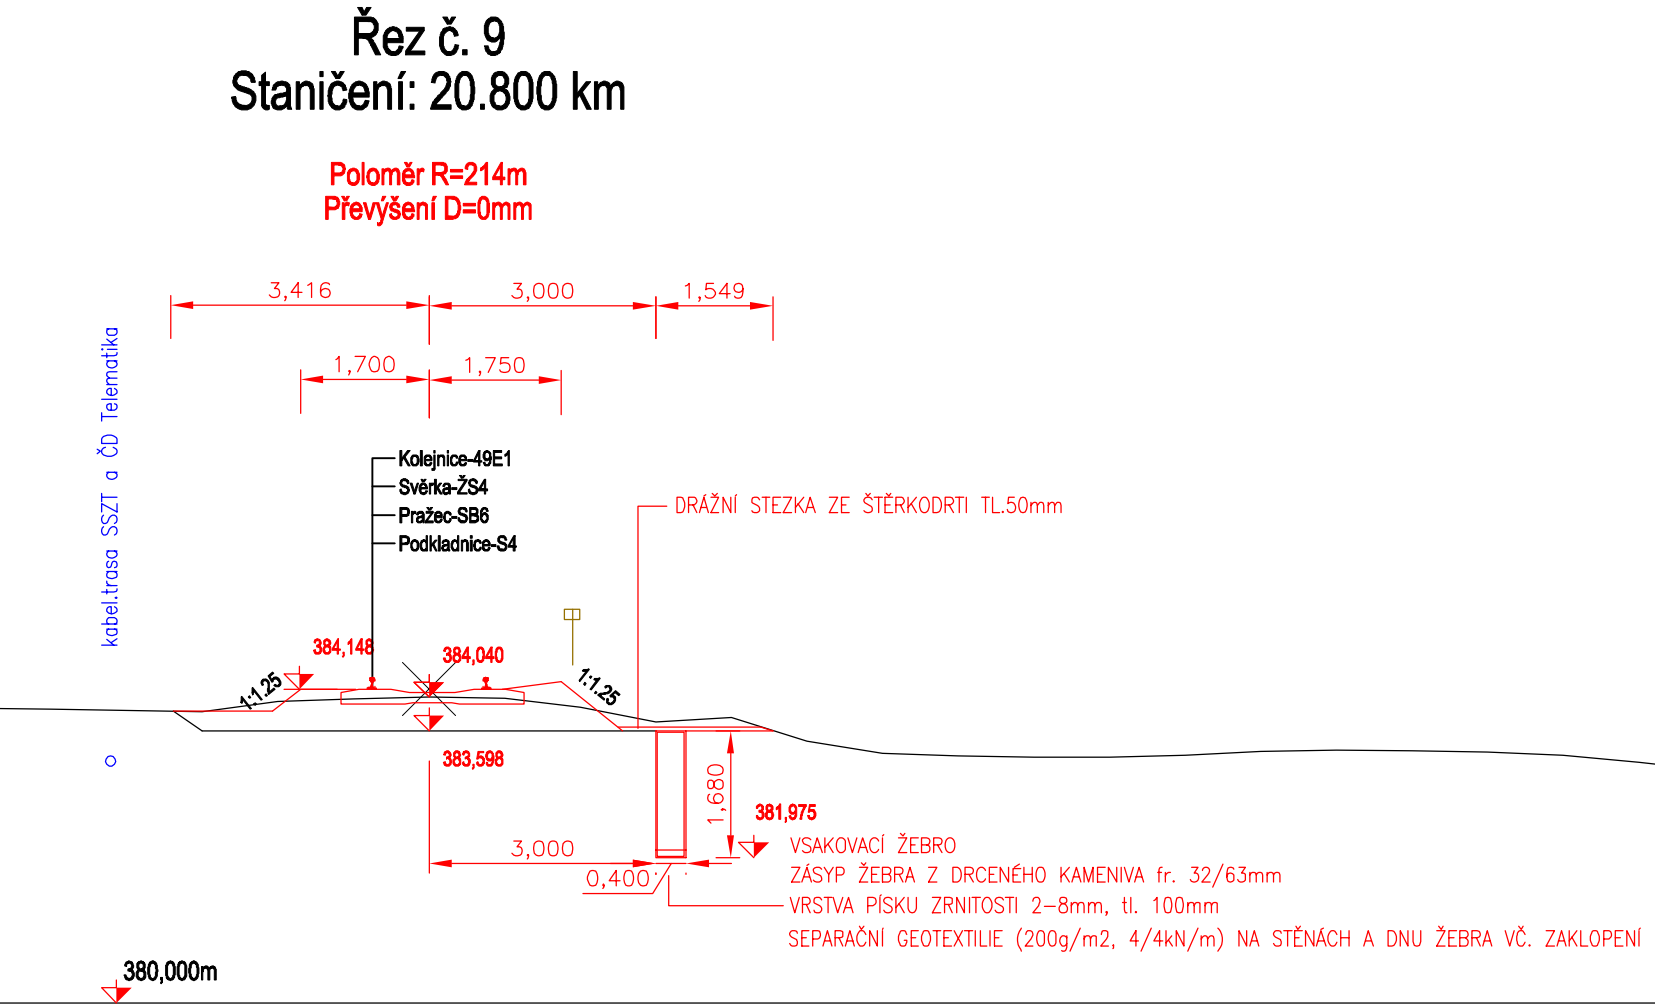 Řez č. 9
Staničení: 20.800 km
Poloměr R=214m
Převýšení D=0mm
3,416
3,000
1,549
1,700
1,750
kabel.trasa SSZT a ČD Telematika
Kolejnice-49E1
Svěrka-ŽS4
Pražec-SB6
Podkladnice-S4
DRÁŽNÍ STEZKA ZE ŠTĚRKODRTI TL.50mm
384,148
384,040
1:1.25
1:1.25
383,598
1,680
381,975
3,000
0,400
VSAKOVACÍ ŽEBRO
ZÁSYP ŽEBRA Z DRCENÉHO KAMENIVA fr. 32/63mm
VRSTVA PÍSKU ZRNITOSTI 2-8mm, tl. 100mm
SEPARAČNÍ GEOTEXTILIE (200g/m2, 4/4kN/m) NA STĚNÁCH A DNU ŽEBRA VČ. ZAKLOPENÍ
380,000m